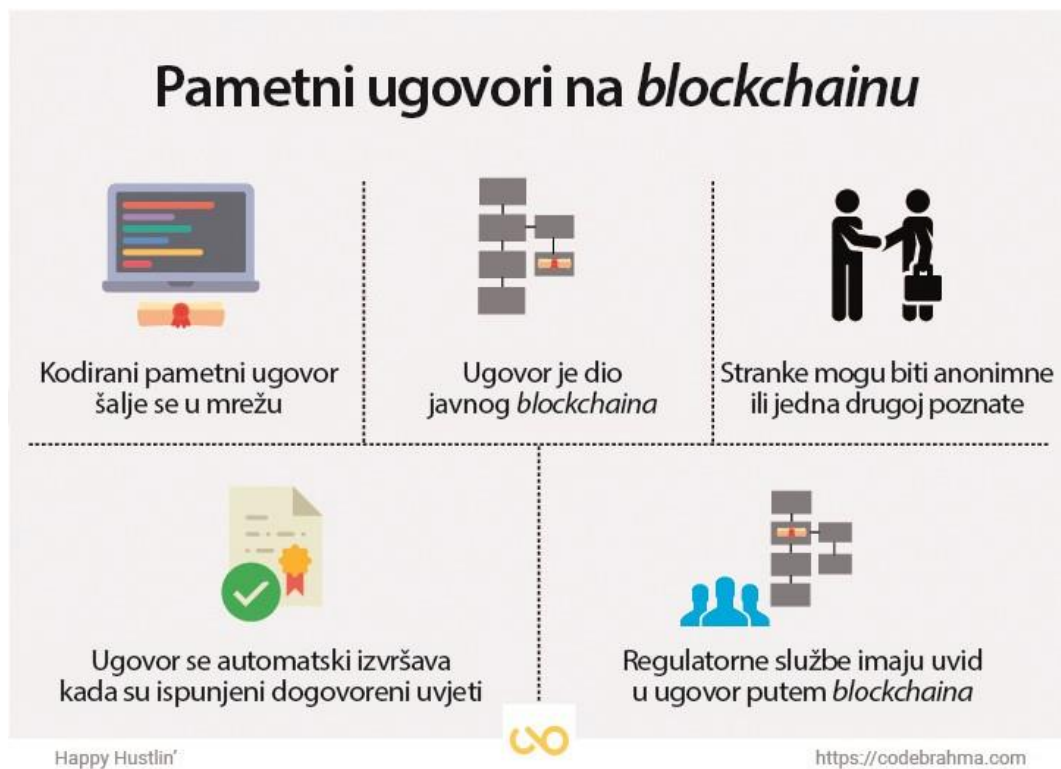 Pametni ugovori na blockchainu
Kodirani pametni ugovor
šalje se u mrežu
Ugovor je dio
javnog blockchaina
Stranke mogu biti anonimne
ili jedna drugoj poznate
Ugovor se automatski izvršava
kada su ispunjeni dogovoreni uvjeti
Regulatorne službe imaju uvid
u ugovor putem blockchaina
Happy Hustlin'
https://codebrahma.com